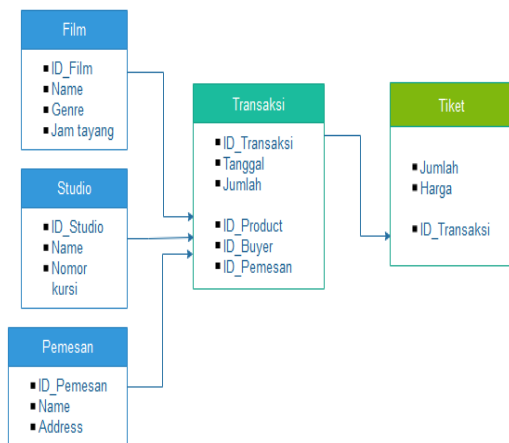 Film
ID_Film
Name
Genre
Jam tayang
Studio
ID_Studio
Name
Nomor
kursi
Pemesan
ID_Pemesan
Name
Address
Transaksi
ID_Transaksi
Tanggal
Jumlah
ID_Product
ID_Buyer
ID_Pemesan
Tiket
Jumlah
Harga
ID_Transaksi